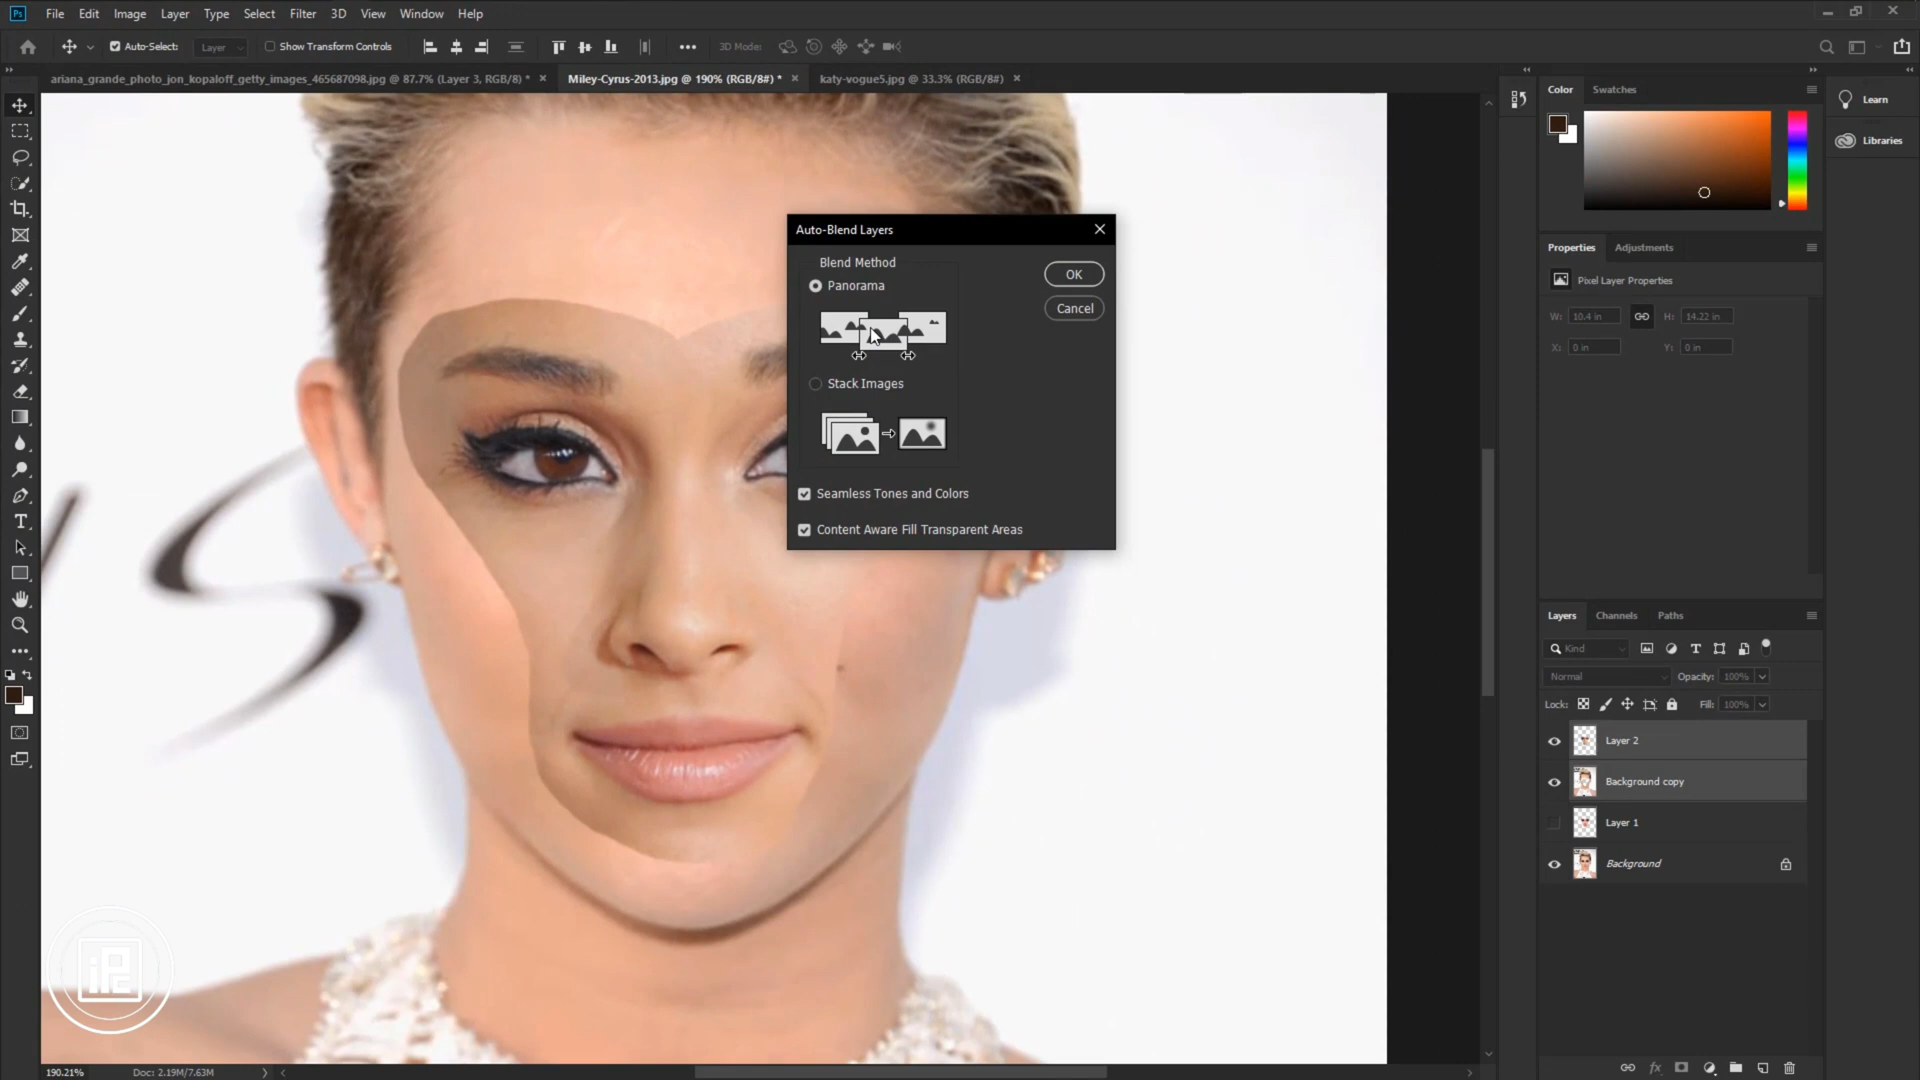 Ps File Edit Image Layer Type Select Filter 3D View Window Help
Auto-Select: Layer Show Transform Controls 3D Mode:
ariana_grande_photo_jon_kopaloff_getty_images_465687098.jpg @ 87.7% (Layer 3, RGB/8) * Miley-Cyrus-2013.jpg @ 190% (RGB/8#) * katy-vogue5.jpg @ 33.3% (RGB/8#)
Color Swatches
Learn
Libraries
Auto-Blend Layers
Blend Method
Panorama
OK
Cancel
Stack Images
Seamless Tones and Colors
Content Aware Fill Transparent Areas
Properties Adjustments
Pixel Layer Properties
W: 10.4 in H: 14.22 in
X: 0 in Y: 0 in
Layers Channels Paths
Kind
Normal Opacity: 100%
Lock: Fill: 100%
Layer 2
Background copy
Layer 1
Background
S
190.21% Doc: 2.19M/7.63M